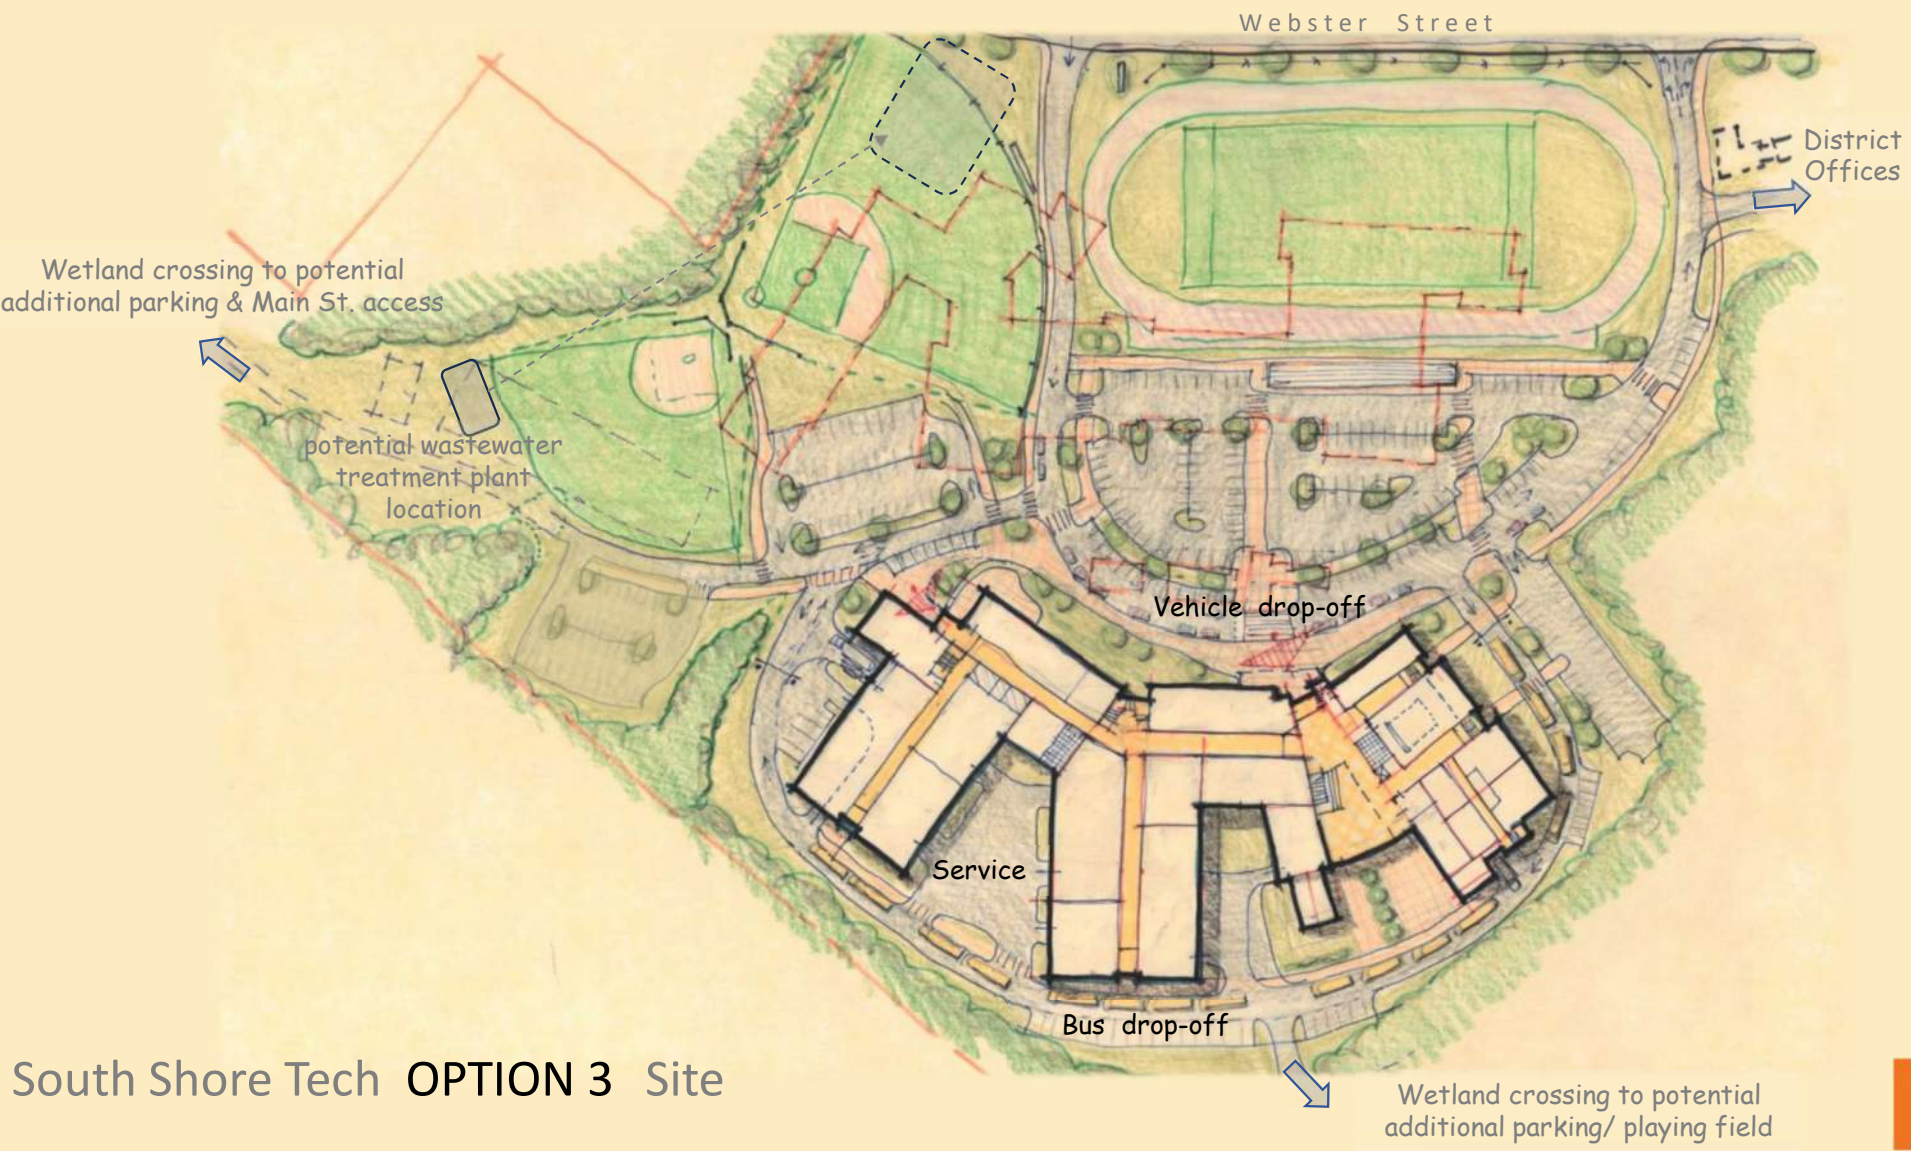 Webster Street
District
Offices
Wetland crossing to potential
additional parking & Main St. access
potential wastewater
treatment plant
location
Vehicle drop-off
Service
Bus drop-off
South Shore Tech OPTION 3 Site
Wetland crossing to potential
additional parking/ playing field